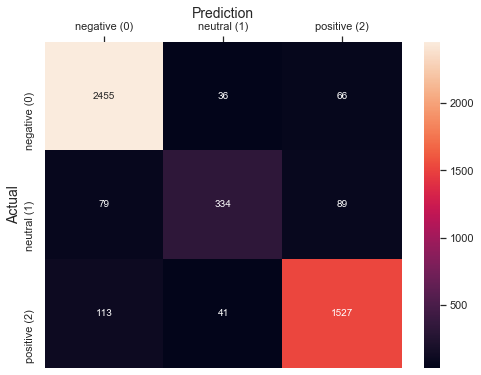 Prediction
negative (0) neutral (1) positive (2)
Actual
negative (0)
2455 36 66
neutral (1)
79 334 89
positive (2)
113 41 1527
2000
1500
1000
500